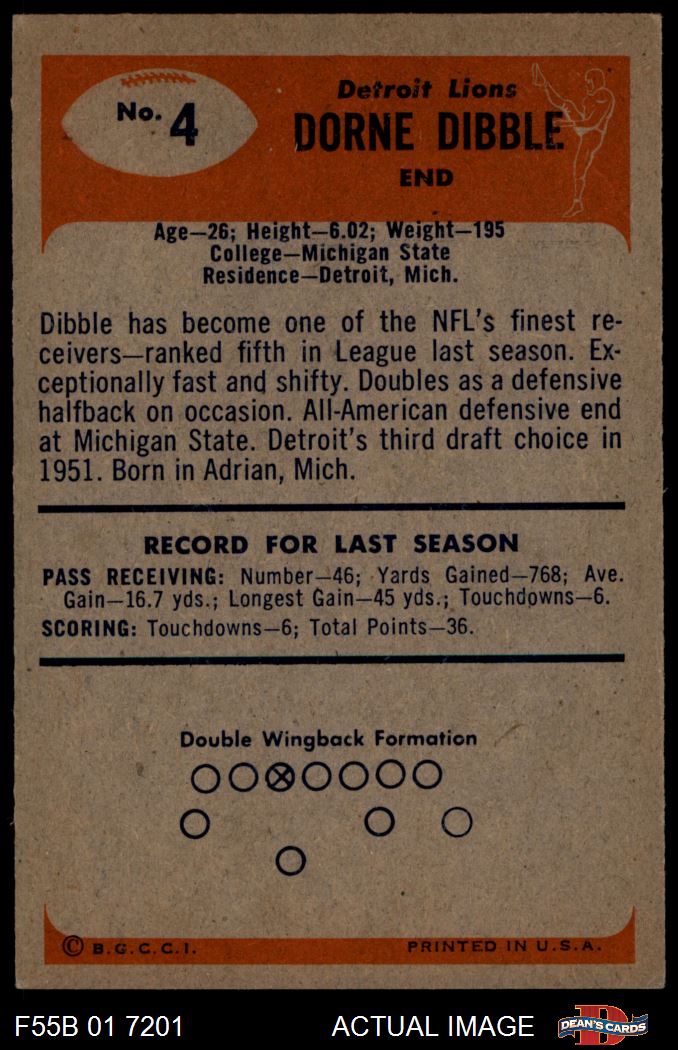 No. 4
Detroit Lions
DORNE DIBBLE
END
Age—26; Height—6.02; Weight—195
College—Michigan State
Residence—Detroit, Mich.
Dibble has become one of the NFL's finest re-
ceivers—ranked fifth in League last season. Ex-
ceptionally fast and shifty. Doubles as a defensive
halfback on occasion. All-American defensive end
at Michigan State. Detroit's third draft choice in
1951. Born in Adrian, Mich.
RECORD FOR LAST SEASON
PASS RECEIVING: Number—46; Yards Gained—768; Ave.
Gain—16.7 yds.; Longest Gain—45 yds.; Touchdowns—6.
SCORING: Touchdowns—6; Total Points—36.
Double Wingback Formation
© B.G.C.C.I.
PRINTED IN U.S.A.
F55B 01 7201
ACTUAL IMAGE
D
DEAN'S CARDS